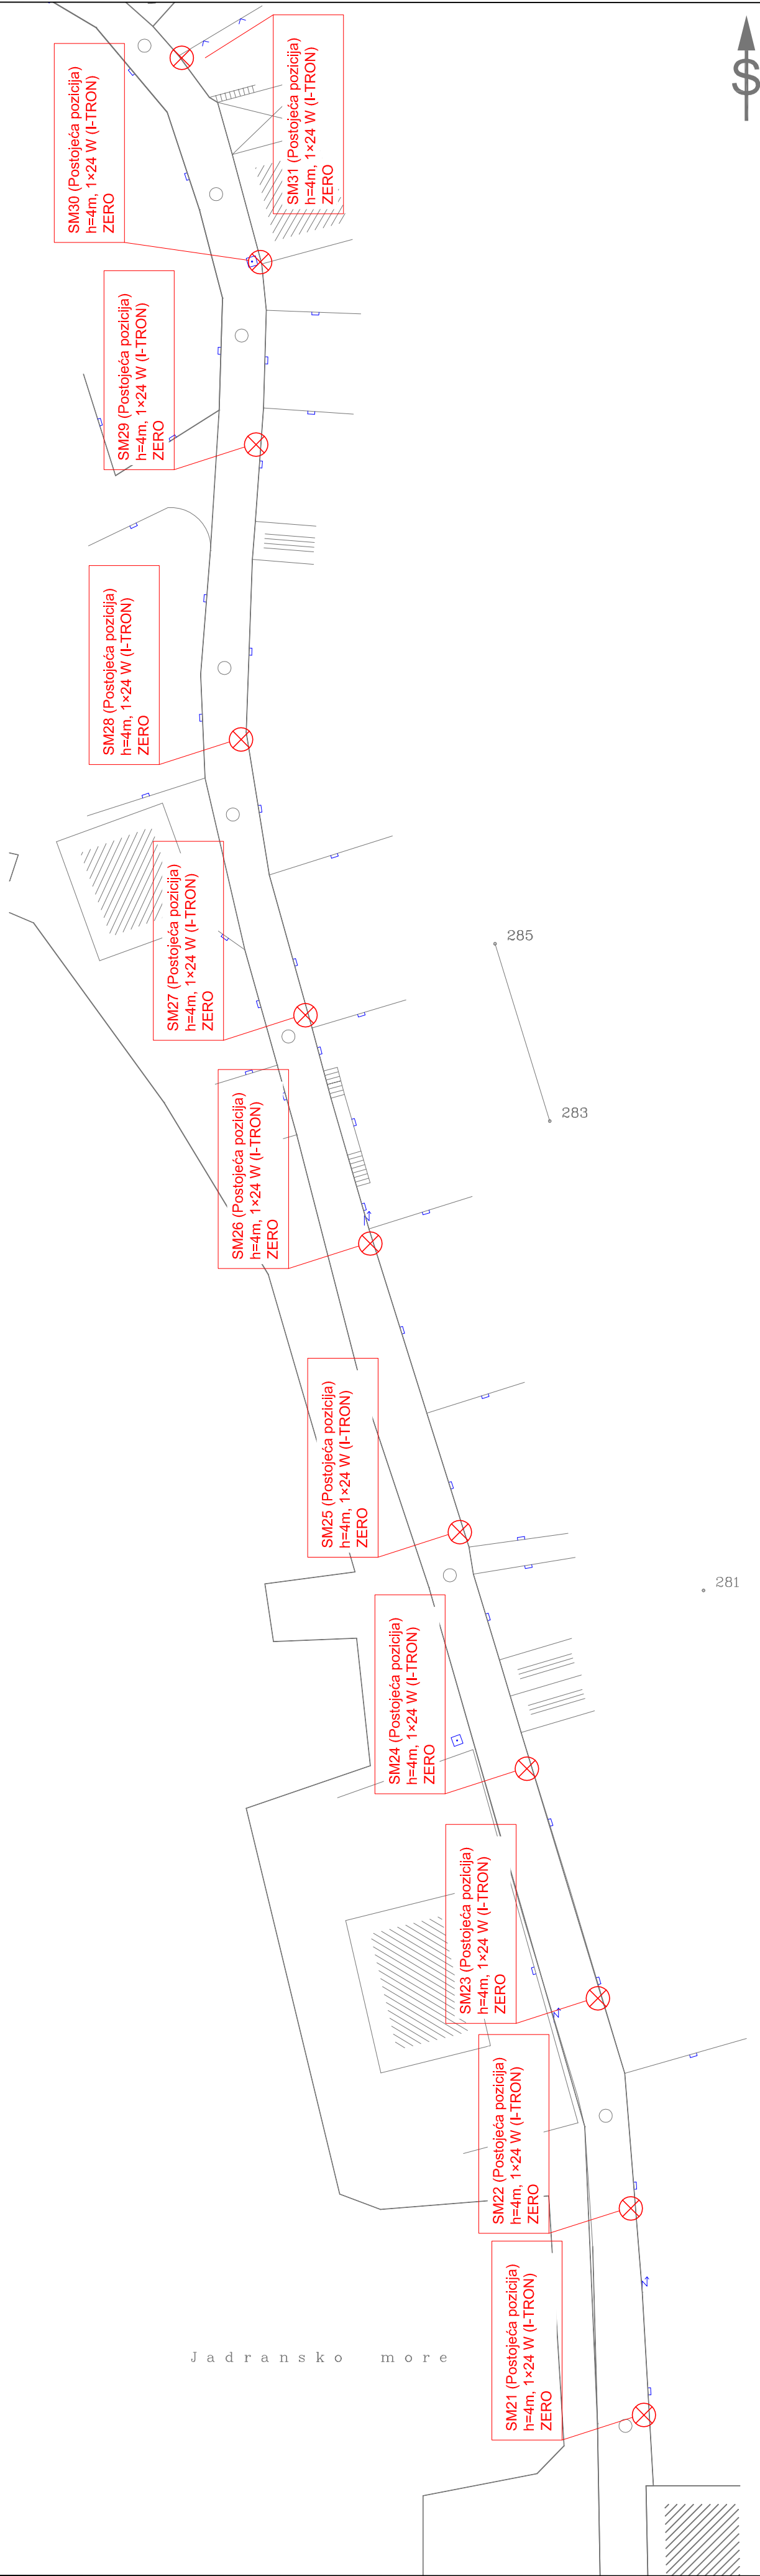 S
SM31 (Postojeća pozicija)
h=4m, 1×24 W (I-TRON)
ZERO
SM30 (Postojeća pozicija)
h=4m, 1×24 W (I-TRON)
ZERO
SM29 (Postojeća pozicija)
h=4m, 1×24 W (I-TRON)
ZERO
SM28 (Postojeća pozicija)
h=4m, 1×24 W (I-TRON)
ZERO
SM27 (Postojeća pozicija)
h=4m, 1×24 W (I-TRON)
ZERO
285
283
SM26 (Postojeća pozicija)
h=4m, 1×24 W (I-TRON)
ZERO
SM25 (Postojeća pozicija)
h=4m, 1×24 W (I-TRON)
ZERO
281
SM24 (Postojeća pozicija)
h=4m, 1×24 W (I-TRON)
ZERO
SM23 (Postojeća pozicija)
h=4m, 1×24 W (I-TRON)
ZERO
SM22 (Postojeća pozicija)
h=4m, 1×24 W (I-TRON)
ZERO
SM21 (Postojeća pozicija)
h=4m, 1×24 W (I-TRON)
ZERO
Jadransko more